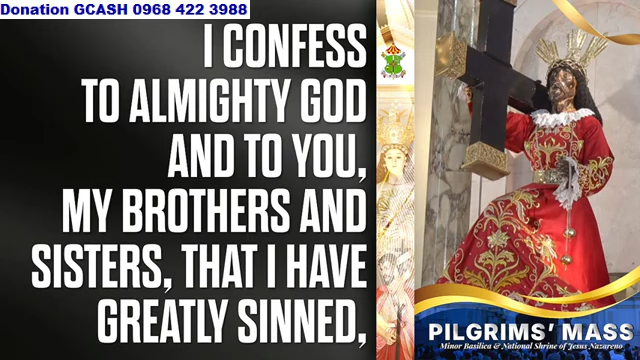 Donation GCASH 0968 422 3988
I CONFESS
TO ALMIGHTY GOD
AND TO YOU,
MY BROTHERS AND
SISTERS, THAT I HAVE
GREATLY SINNED,
PILGRIMS' MASS
Minor Basilica & National Shrine of Jesus Nazareno